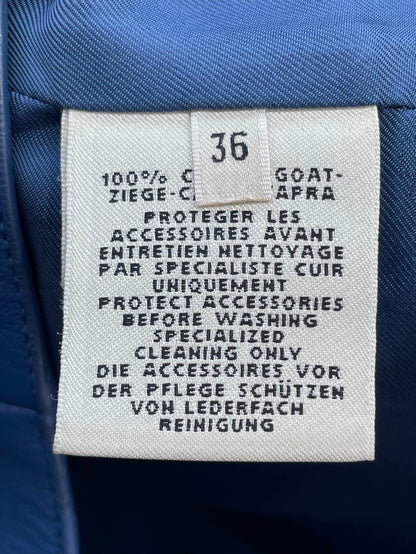 36
100% C GOAT-
ZIEGE-C APRA
PROTEGER LES
ACCESSOIRES AVANT
ENTRETIEN NETTOYAGE
PAR SPECIALISTE CUIR
UNIQUEMENT
PROTECT ACCESSORIES
BEFORE WASHING
SPECIALIZED
CLEANING ONLY
DIE ACCESSOIRES VOR
DER PFLEGE SCHÜTZEN
VON LEDERFACH
REINIGUNG